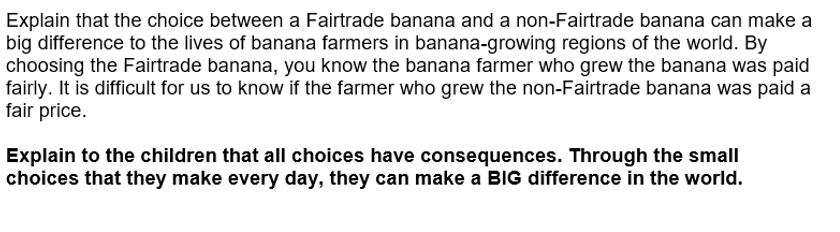 Explain that the choice between a Fairtrade banana and a non-Fairtrade banana can make a
big difference to the lives of banana farmers in banana-growing regions of the world. By
choosing the Fairtrade banana, you know the banana farmer who grew the banana was paid
fairly. It is difficult for us to know if the farmer who grew the non-Fairtrade banana was paid a
fair price.
Explain to the children that all choices have consequences. Through the small
choices that they make every day, they can make a BIG difference in the world.